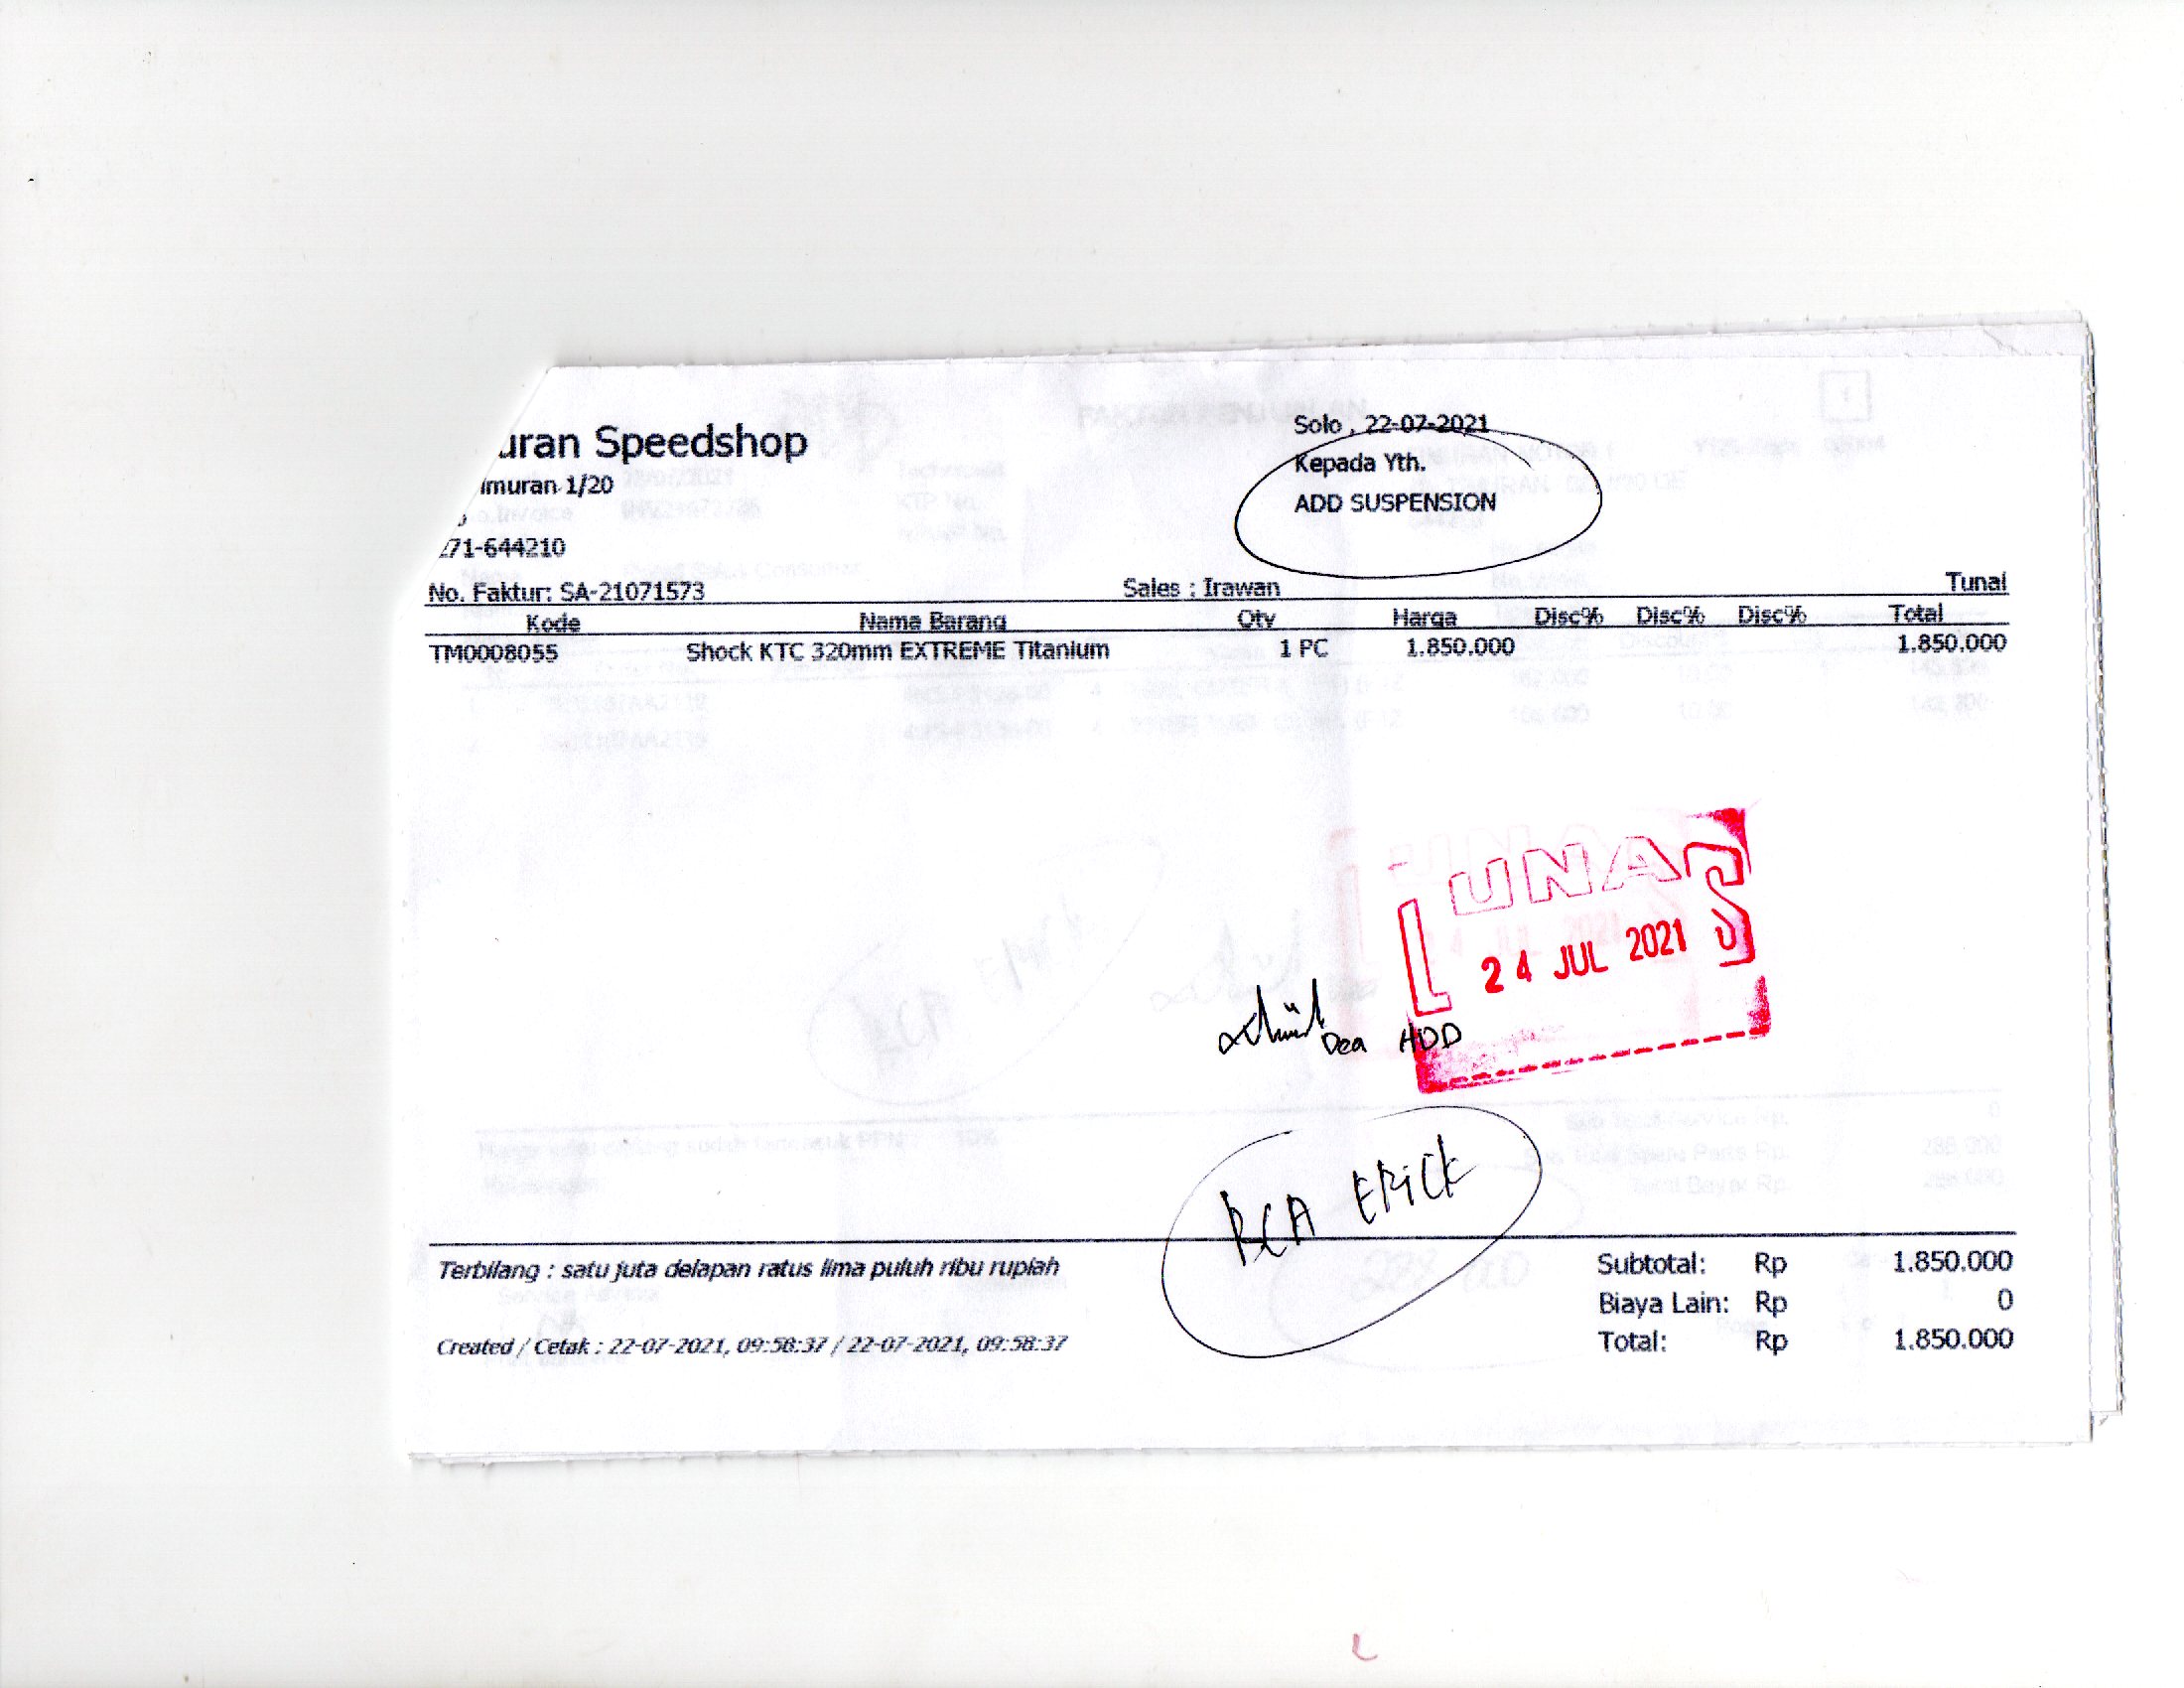 Speedshop
Solo , 22-07-2021
1/20
Kepada Yth.
ADD SUSPENSION
71-644210
No. Faktur: SA-21071573 Sales : Irawan Tunai
Kode Nama Barang Qty Harga Disc% Disc% Disc% Total
TM0008055 Shock KTC 320mm EXTREME Titanium 1 PC 1.850.000 1.850.000
LUNAS
24 JUL 2021
Dea ADD
BCA ERICK
Terbilang : satu juta delapan ratus lima puluh ribu rupiah
Subtotal: Rp 1.850.000
Biaya Lain: Rp 0
Created / Cetak : 22-07-2021, 09:58:37 / 22-07-2021, 09:58:37
Total: Rp 1.850.000